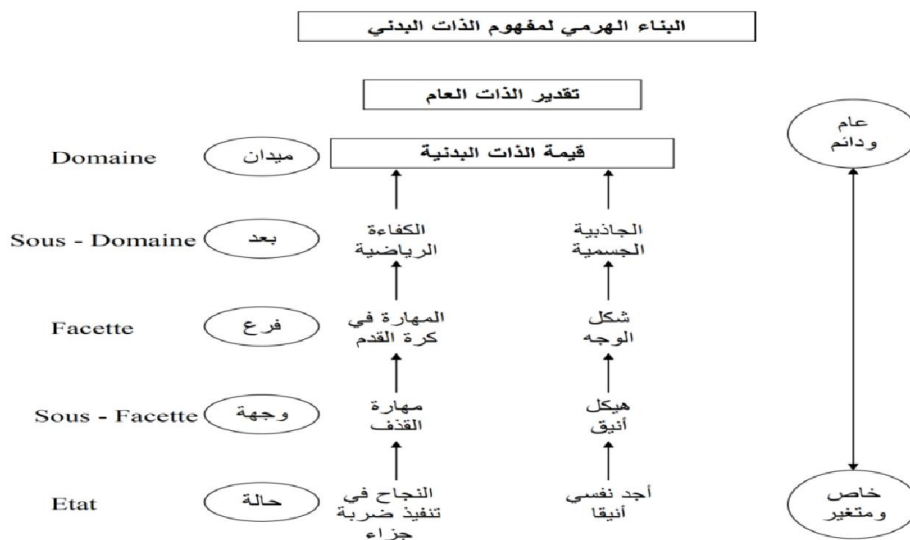 البناء الهرمي لمفهوم الذات البدني
تقدير الذات العام
عام
ودائم
Domaine
ميدان
قيمة الذات البدنية
Sous - Domaine
بعد
الكفاءة
الرياضية
الجاذبية
الجسمية
Facette
فرع
المهارة في
كرة القدم
شكل
الوجه
Sous - Facette
وجهة
مهارة
القذف
هيكل
أنيق
Etat
حالة
النجاح في
تنفيذ ضربة
جزاء
أجد نفسي
أنيقا
خاص
ومتغير